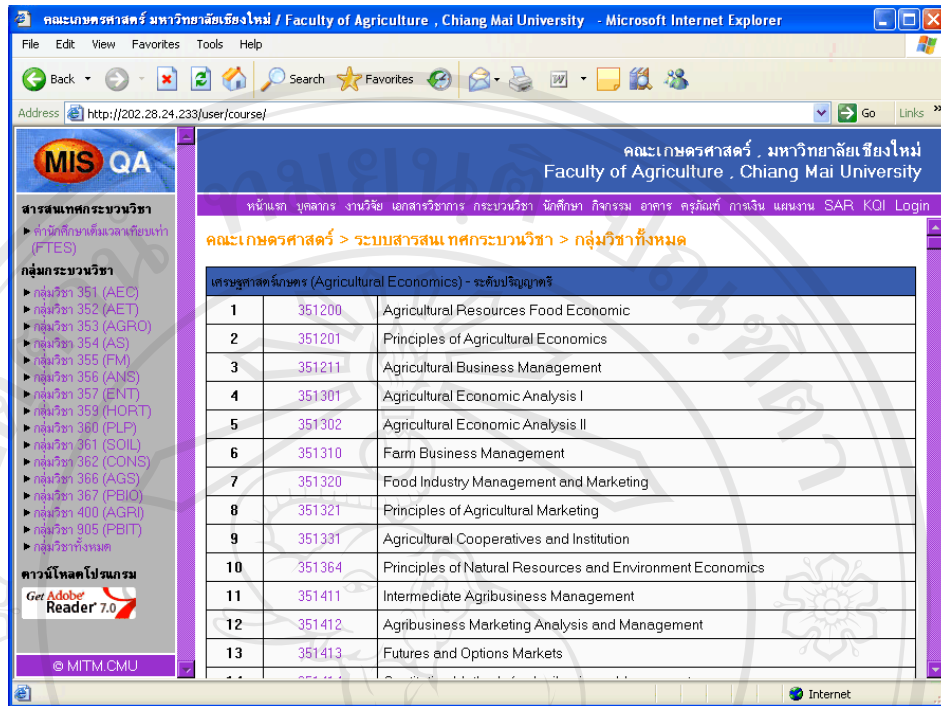 คณะเกษตรศาสตร์ มหาวิทยาลัยเชียงใหม่ / Faculty of Agriculture , Chiang Mai University - Microsoft Internet Explorer
File Edit View Favorites Tools Help
Back Search Favorites
Address http://202.28.24.233/user/course/ Go Links »
MIS QA
คณะเกษตรศาสตร์ , มหาวิทยาลัยเชียงใหม่
Faculty of Agriculture , Chiang Mai University
หน้าแรก บุคลากร งานวิจัย เอกสารวิชาการ กระบวนวิชา นักศึกษา กิจกรรม อาคาร ครุภัณฑ์ การเงิน แผนงาน SAR KQI Login
สารสนเทศกระบวนวิชา
ค่านักศึกษาเต็มเวลาเทียบเท่า
(FTES)
กลุ่มกระบวนวิชา
กลุ่มวิชา 351 (AEC)
กลุ่มวิชา 352 (AET)
กลุ่มวิชา 353 (AGRO)
กลุ่มวิชา 354 (AS)
กลุ่มวิชา 355 (FM)
กลุ่มวิชา 356 (ANS)
กลุ่มวิชา 357 (ENT)
กลุ่มวิชา 359 (HORT)
กลุ่มวิชา 360 (PLP)
กลุ่มวิชา 361 (SOIL)
กลุ่มวิชา 362 (CONS)
กลุ่มวิชา 366 (AGS)
กลุ่มวิชา 367 (PBIO)
กลุ่มวิชา 400 (AGRI)
กลุ่มวิชา 905 (PBIT)
กลุ่มวิชาทั้งหมด
ดาวน์โหลดโปรแกรม
Get Adobe
Reader 7.0
© MITM.CMU
คณะเกษตรศาสตร์ > ระบบสารสนเทศกระบวนวิชา > กลุ่มวิชาทั้งหมด
เศรษฐศาสตร์เกษตร (Agricultural Economics) - ระดับปริญญาตรี
1 351200 Agricultural Resources Food Economic
2 351201 Principles of Agricultural Economics
3 351211 Agricultural Business Management
4 351301 Agricultural Economic Analysis I
5 351302 Agricultural Economic Analysis II
6 351310 Farm Business Management
7 351320 Food Industry Management and Marketing
8 351321 Principles of Agricultural Marketing
9 351331 Agricultural Cooperatives and Institution
10 351364 Principles of Natural Resources and Environment Economics
11 351411 Intermediate Agribusiness Management
12 351412 Agribusiness Marketing Analysis and Management
13 351413 Futures and Options Markets
Internet